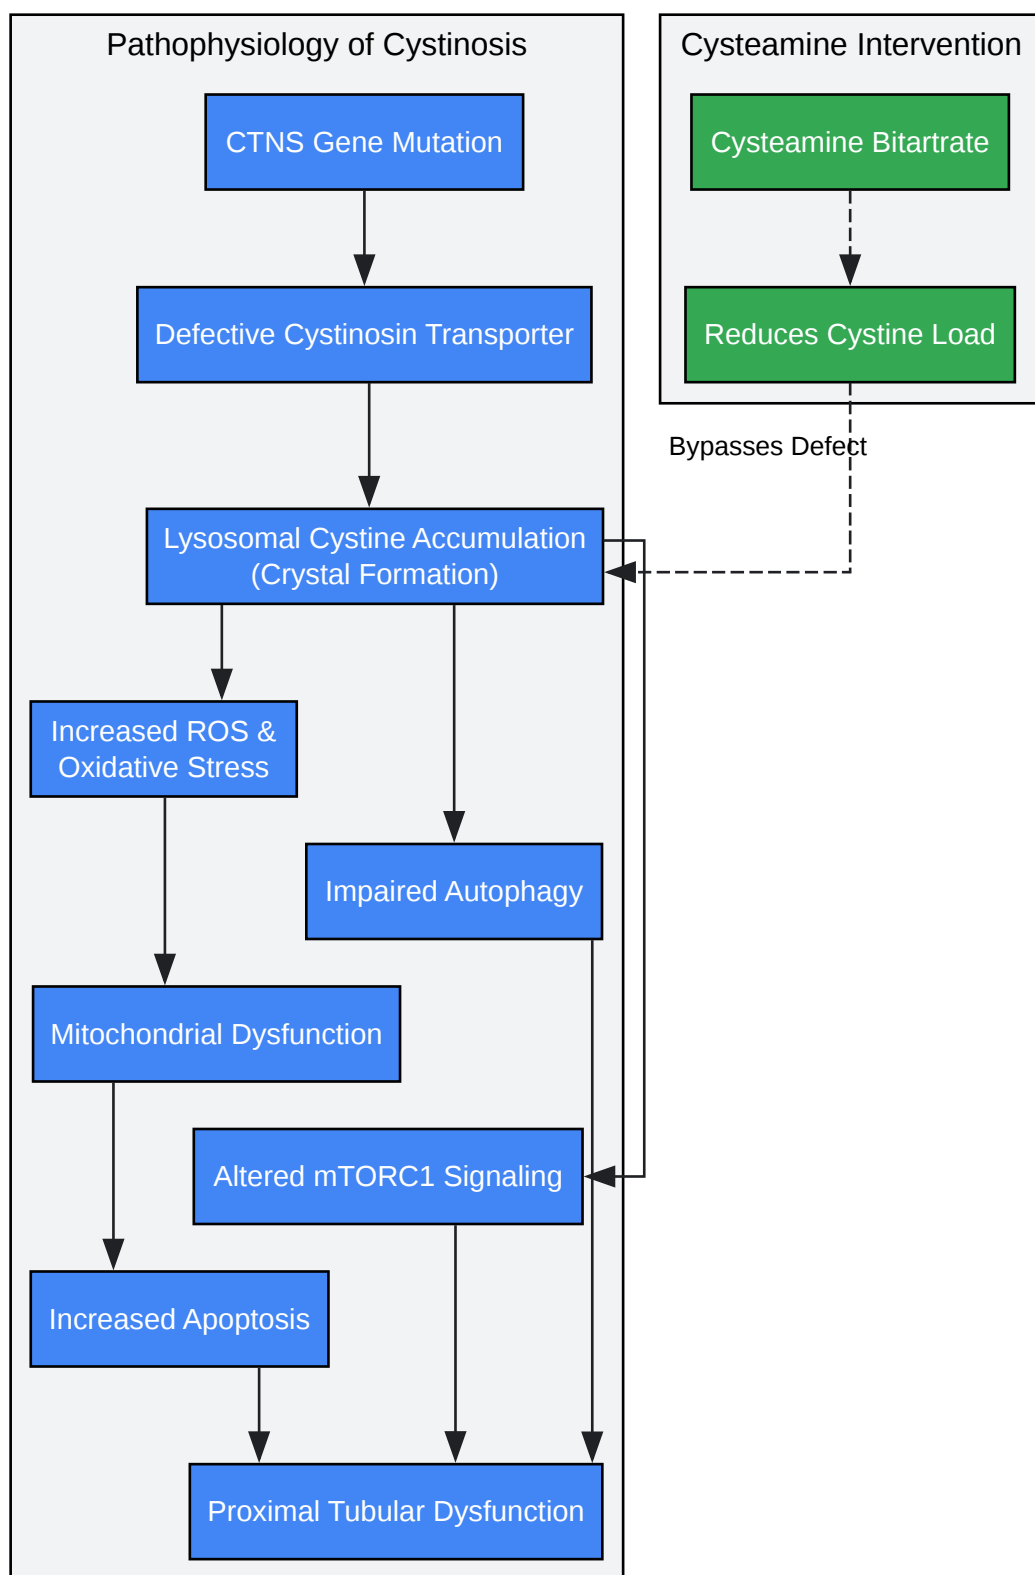 Pathophysiology of Cystinosis
CTNS Gene Mutation
Defective Cystinosin Transporter
Lysosomal Cystine Accumulation
(Crystal Formation)
Increased ROS &
Oxidative Stress
Impaired Autophagy
Mitochondrial Dysfunction
Altered mTORC1 Signaling
Increased Apoptosis
Proximal Tubular Dysfunction
Cysteamine Intervention
Cysteamine Bitartrate
Reduces Cystine Load
Bypasses Defect